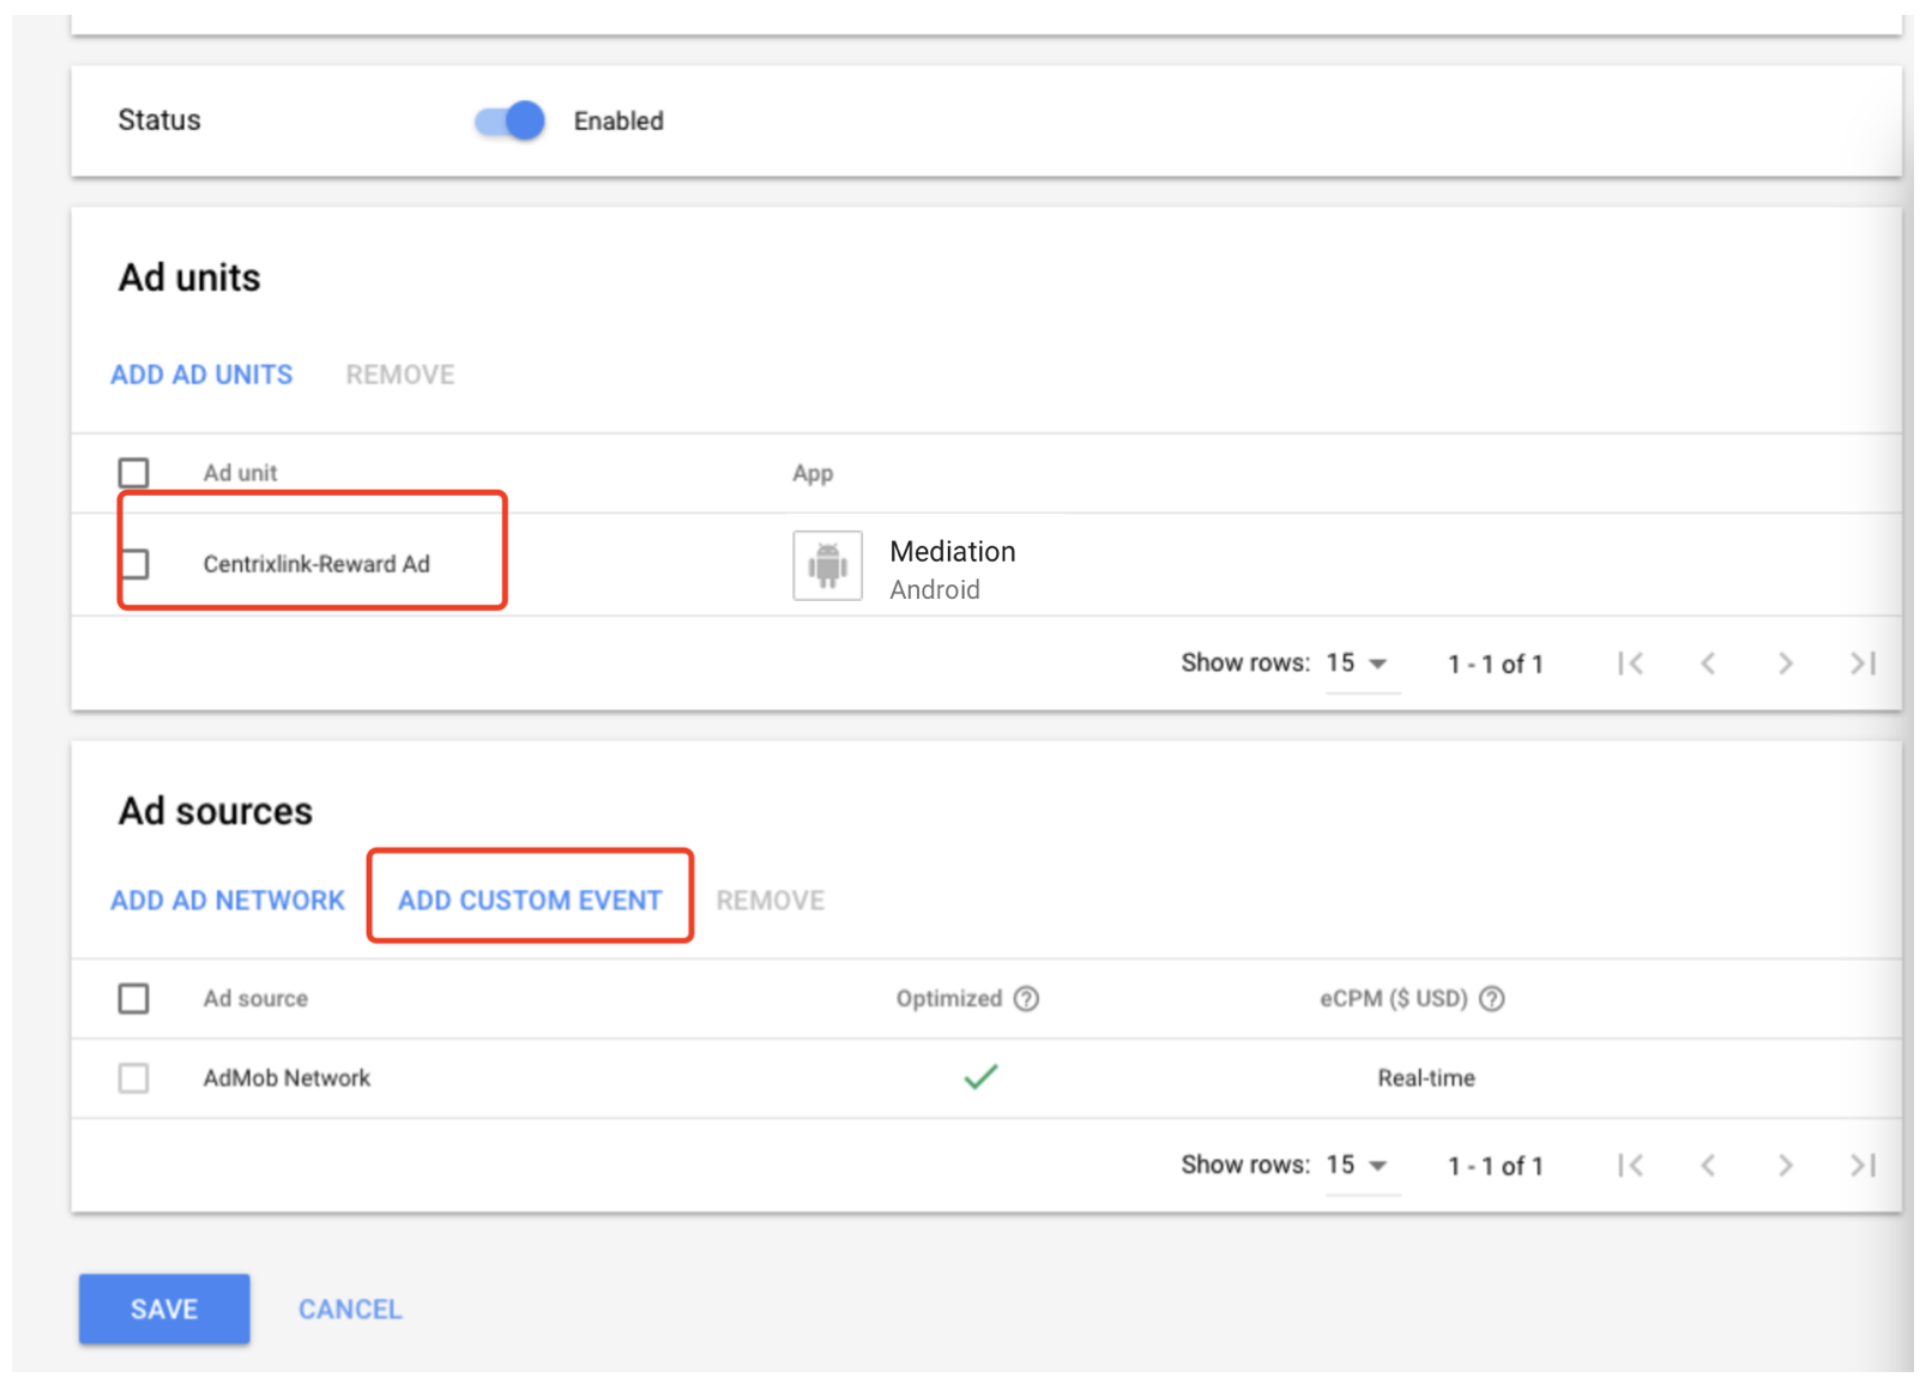 Status Enabled
Ad units
ADD AD UNITS REMOVE
Ad unit App
Centrixlink-Reward Ad Mediation
Android
Show rows: 15 1 - 1 of 1
Ad sources
ADD AD NETWORK ADD CUSTOM EVENT REMOVE
Ad source Optimized ? eCPM ($ USD) ?
AdMob Network Real-time
Show rows: 15 1 - 1 of 1
SAVE CANCEL